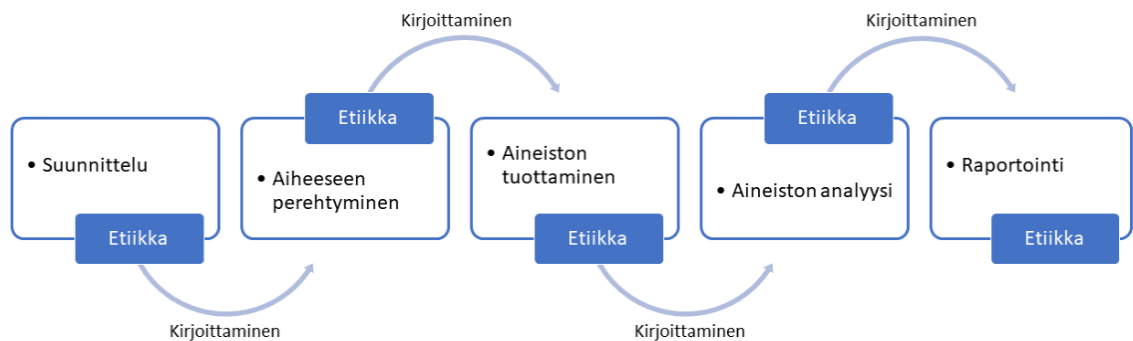 Kirjoittaminen
Kirjoittaminen
Etiikka
Etiikka
• Suunnittelu
• Aiheeseen
perehtyminen
• Aineiston
tuottaminen
• Aineiston analyysi
• Raportointi
Etiikka
Etiikka
Etiikka
Kirjoittaminen
Kirjoittaminen